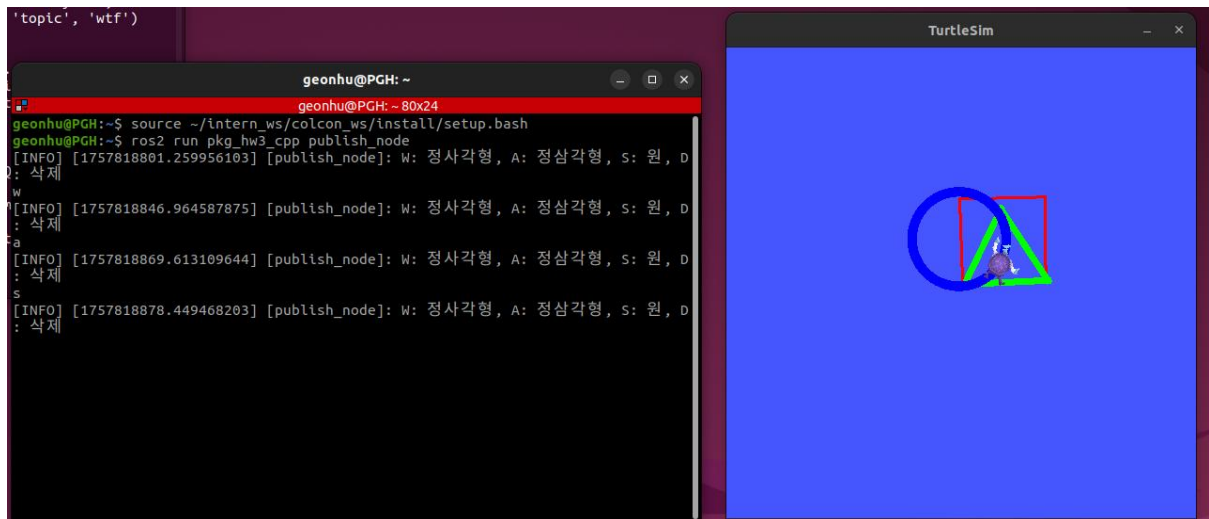 'topic', 'wtf')
TurtleSim
geonhu@PGH: ~
geonhu@PGH: ~ 80x24
geonhu@PGH:~$ source ~/intern_ws/colcon_ws/install/setup.bash
geonhu@PGH:~$ ros2 run pkg_hw3_cpp publish_node
[INFO] [1757818801.259956103] [publish_node]: W: 정사각형, A: 정삼각형, S: 원, D
: 삭제
w
[INFO] [1757818846.964587875] [publish_node]: W: 정사각형, A: 정삼각형, S: 원, D
: 삭제
a
[INFO] [1757818869.613109644] [publish_node]: W: 정사각형, A: 정삼각형, S: 원, D
: 삭제
s
[INFO] [1757818878.449468203] [publish_node]: W: 정사각형, A: 정삼각형, S: 원, D
: 삭제